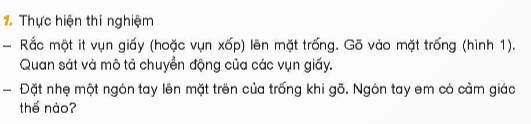 1. Thực hiện thí nghiệm
– Rắc một ít vụn giấy (hoặc vụn xốp) lên mặt trống. Gõ vào mặt trống (hình 1).
Quan sát và mô tả chuyển động của các vụn giấy.
– Đặt nhẹ một ngón tay lên mặt trên của trống khi gõ. Ngón tay em có cảm giác
thế nào?